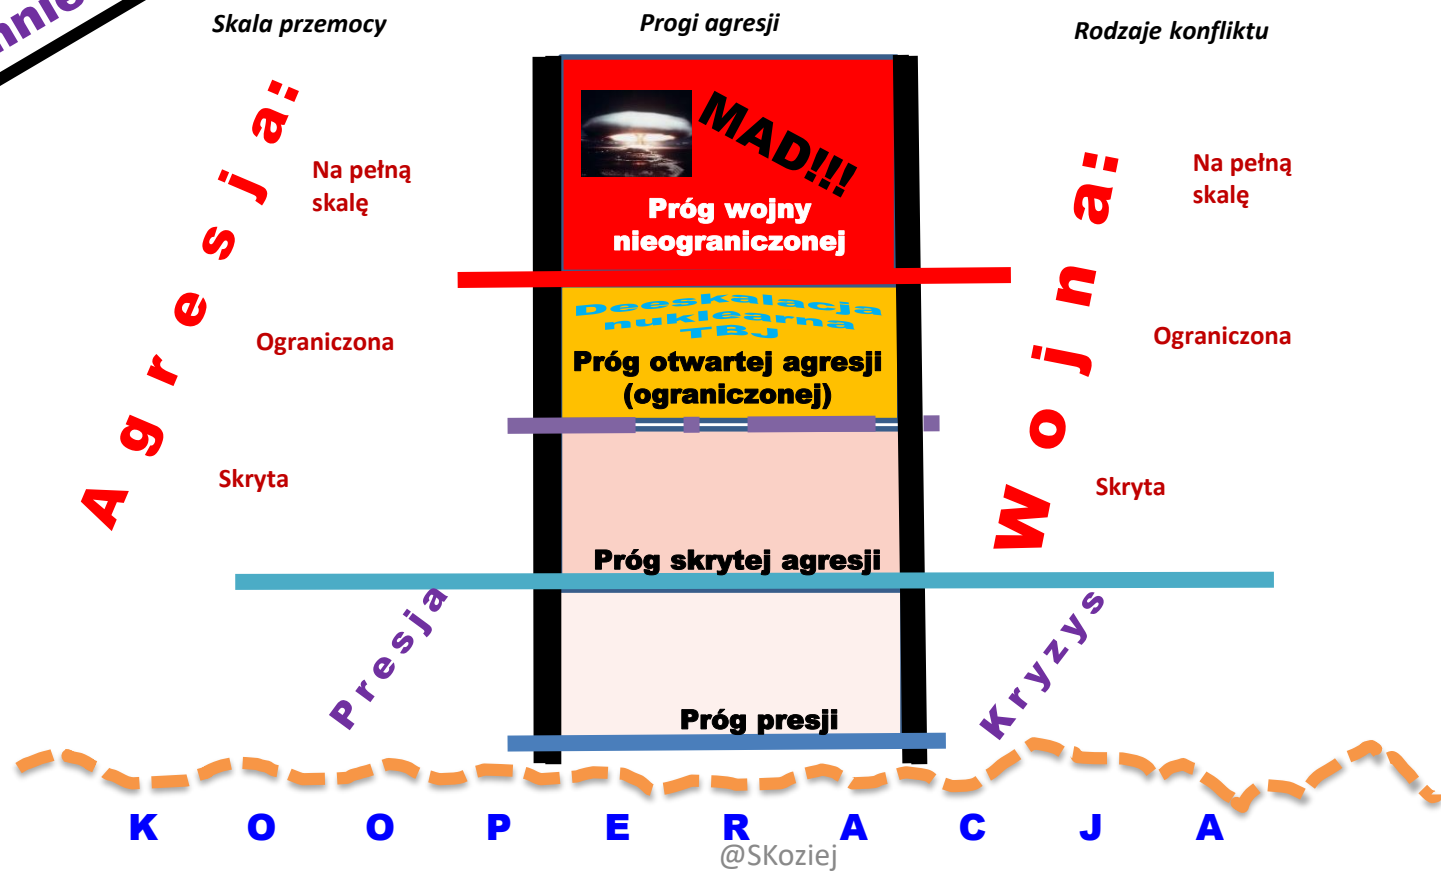 Skala przemocy
Progi agresji
Rodzaje konfliktu
Agresja:
Na pełną
skalę
Ograniczona
Skryta
MAD!!!
Próg wojny
nieograniczonej
Deeskalacja
nuklearna
TBJ
Próg otwartej agresji
(ograniczonej)
Próg skrytej agresji
Próg presji
Wojna:
Na pełną
skalę
Ograniczona
Skryta
Presja
Kryzys
KOOPERACJA
@SKoziej